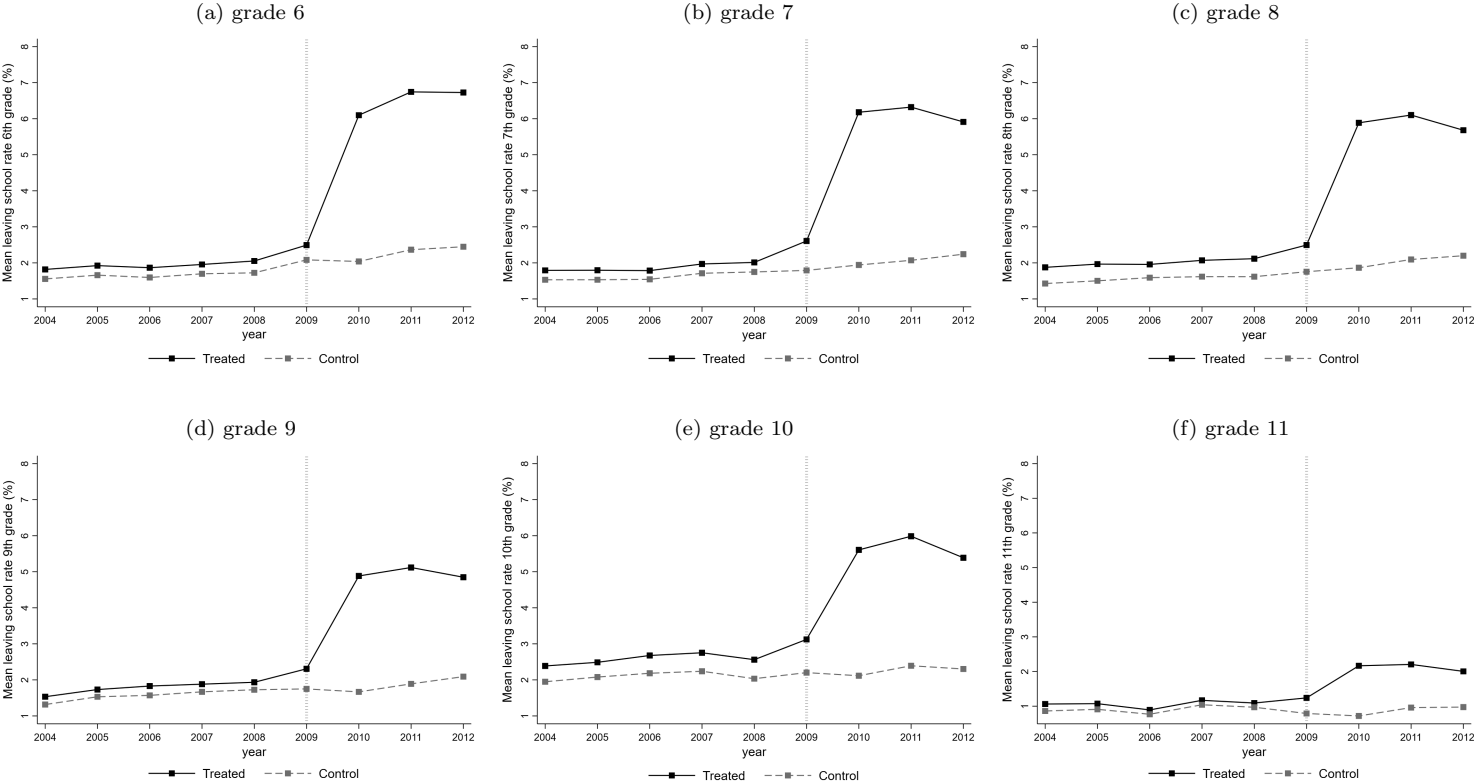 (a) grade 6
Mean leaving school rate 6th grade (%)
8
7
6
5
4
3
2
1
2004 2005 2006 2007 2008 2009 2010 2011 2012
year
Treated Control
(b) grade 7
Mean leaving school rate 7th grade (%)
8
7
6
5
4
3
2
1
2004 2005 2006 2007 2008 2009 2010 2011 2012
year
Treated Control
(c) grade 8
Mean leaving school rate 8th grade (%)
8
7
6
5
4
3
2
1
2004 2005 2006 2007 2008 2009 2010 2011 2012
year
Treated Control
(d) grade 9
Mean leaving school rate 9th grade (%)
8
7
6
5
4
3
2
1
2004 2005 2006 2007 2008 2009 2010 2011 2012
year
Treated Control
(e) grade 10
Mean leaving school rate 10th grade (%)
8
7
6
5
4
3
2
1
2004 2005 2006 2007 2008 2009 2010 2011 2012
year
Treated Control
(f) grade 11
Mean leaving school rate 11th grade (%)
8
7
6
5
4
3
2
1
2004 2005 2006 2007 2008 2009 2010 2011 2012
year
Treated Control